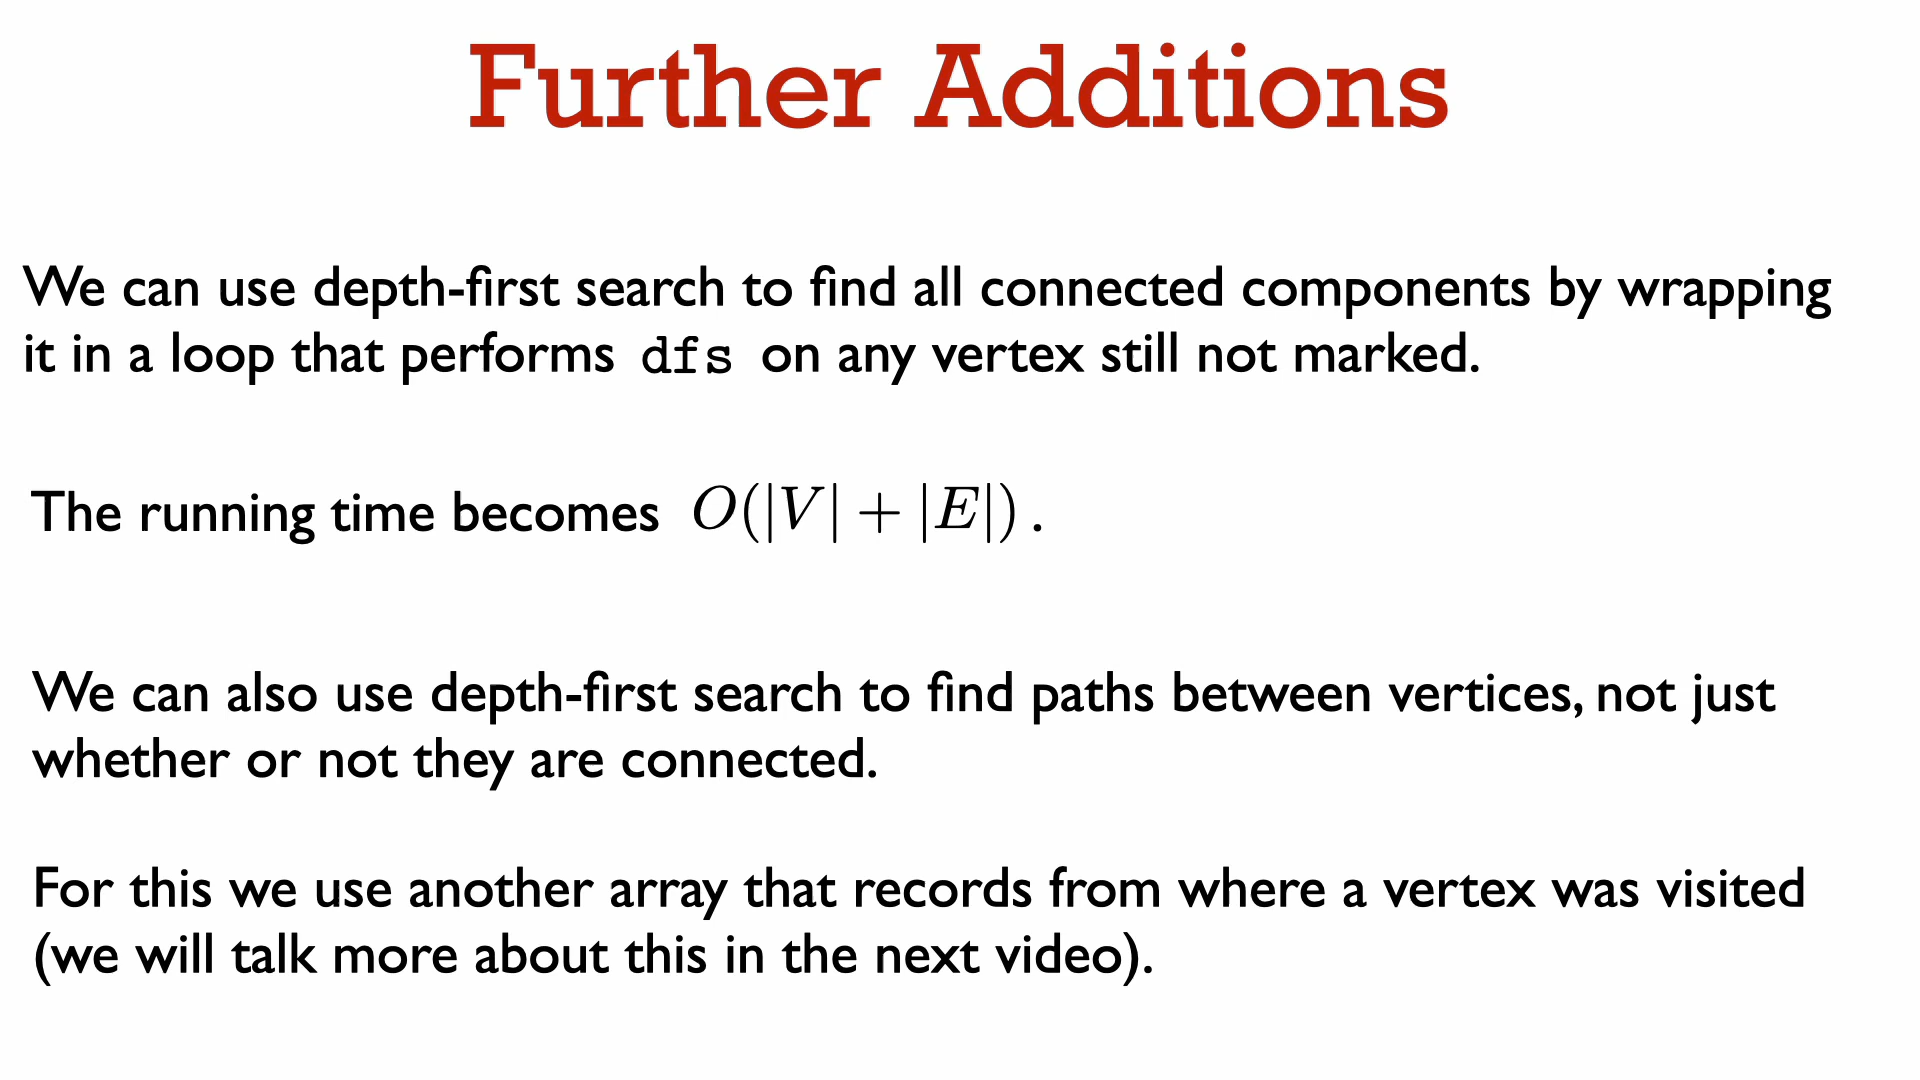 Further Additions
We can use depth-first search to find all connected components by wrapping
it in a loop that performs dfs on any vertex still not marked.
The running time becomes O(|V| + |E|).
We can also use depth-first search to find paths between vertices, not just
whether or not they are connected.
For this we use another array that records from where a vertex was visited
(we will talk more about this in the next video).